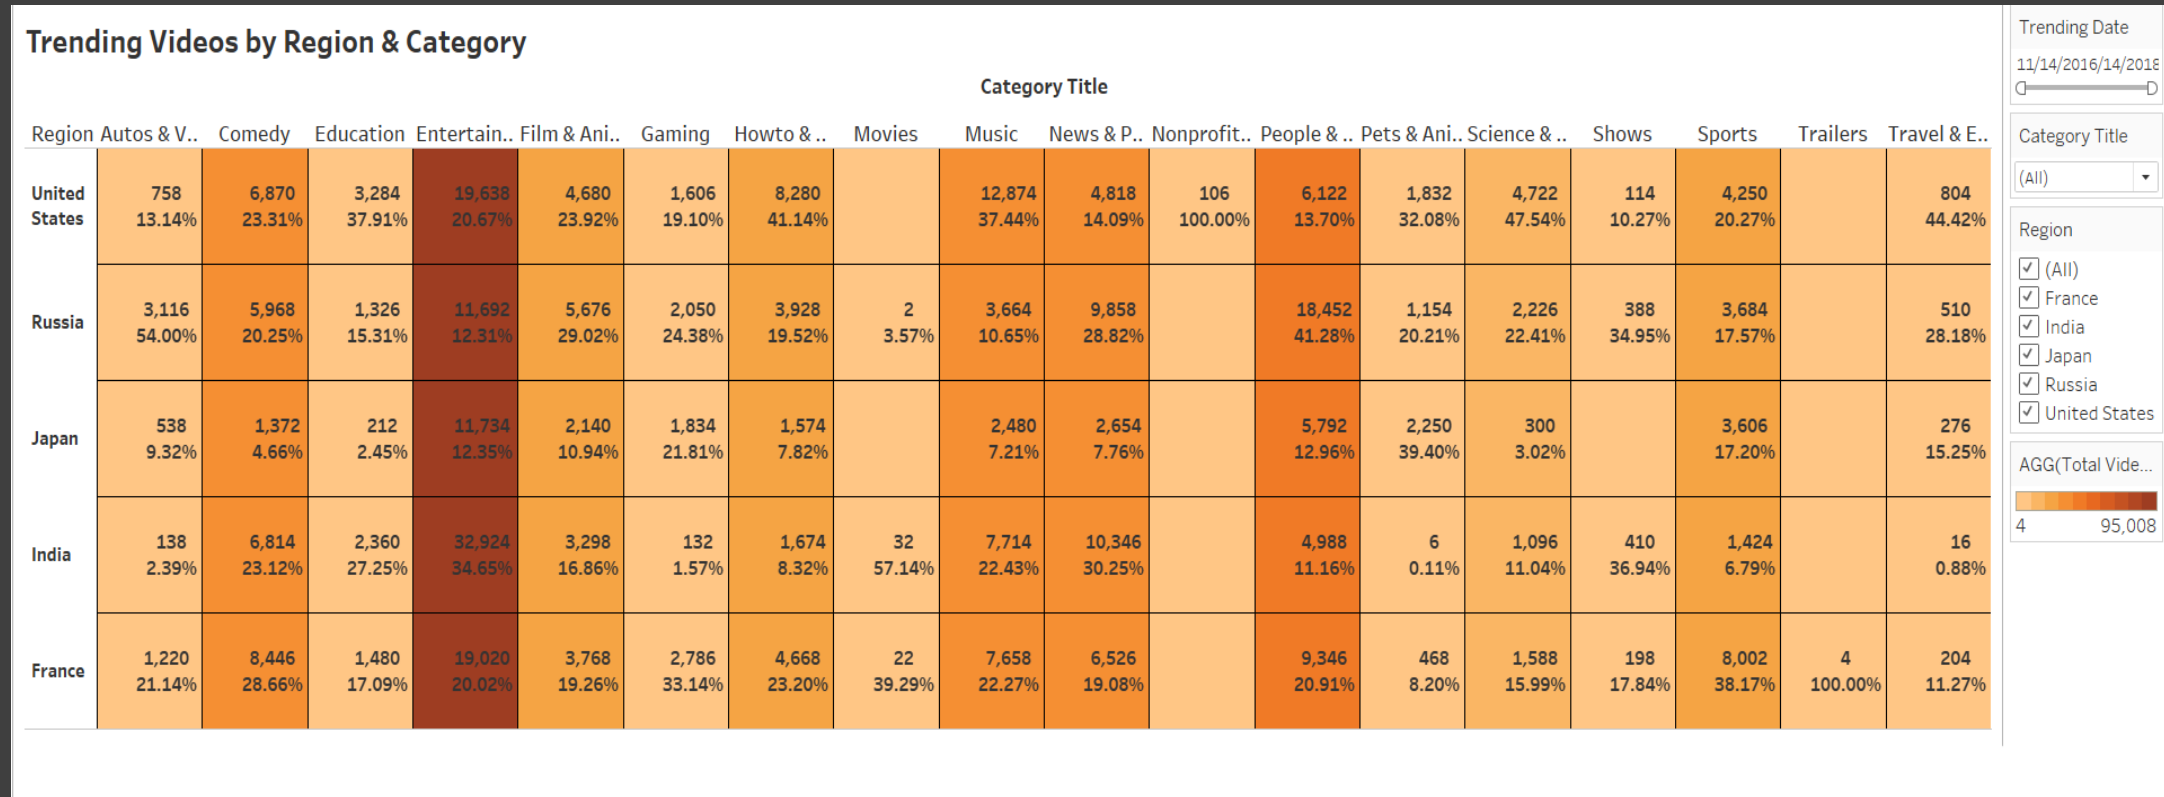 Trending Videos by Region & Category
Category Title
Region Autos & V.. Comedy Education Entertain.. Film & Ani.. Gaming Howto & .. Movies Music News & P.. Nonprofit.. People & .. Pets & Ani.. Science & .. Shows Sports Trailers Travel & E..
United States
758 6,870 3,284 19,638 4,680 1,606 8,280 12,874 4,818 106 6,122 1,832 4,722 114 4,250 804
13.14% 23.31% 37.91% 20.67% 23.92% 19.10% 41.14% 37.44% 14.09% 100.00% 13.70% 32.08% 47.54% 10.27% 20.27% 44.42%
Russia
3,116 5,968 1,326 11,692 5,676 2,050 3,928 2 3,664 9,858 18,452 1,154 2,226 388 3,684 510
54.00% 20.25% 15.31% 12.31% 29.02% 24.38% 19.52% 3.57% 10.65% 28.82% 41.28% 20.21% 22.41% 34.95% 17.57% 28.18%
Japan
538 1,372 212 11,734 2,140 1,834 1,574 2,480 2,654 5,792 2,250 300 3,606 276
9.32% 4.66% 2.45% 12.35% 10.94% 21.81% 7.82% 7.21% 7.76% 12.96% 39.40% 3.02% 17.20% 15.25%
India
138 6,814 2,360 32,924 3,298 132 1,674 32 7,714 10,346 4,988 6 1,096 410 1,424 16
2.39% 23.12% 27.25% 34.65% 16.86% 1.57% 8.32% 57.14% 22.43% 30.25% 11.16% 0.11% 11.04% 36.94% 6.79% 0.88%
France
1,220 8,446 1,480 19,020 3,768 2,786 4,668 22 7,658 6,526 9,346 468 1,588 198 8,002 4 204
21.14% 28.66% 17.09% 20.02% 19.26% 33.14% 23.20% 39.29% 22.27% 19.08% 20.91% 8.20% 15.99% 17.84% 38.17% 100.00% 11.27%
Trending Date
11/14/2016/14/2018
Category Title
(All)
Region
(All)
France
India
Japan
Russia
United States
AGG(Total Vide...
4 95,008